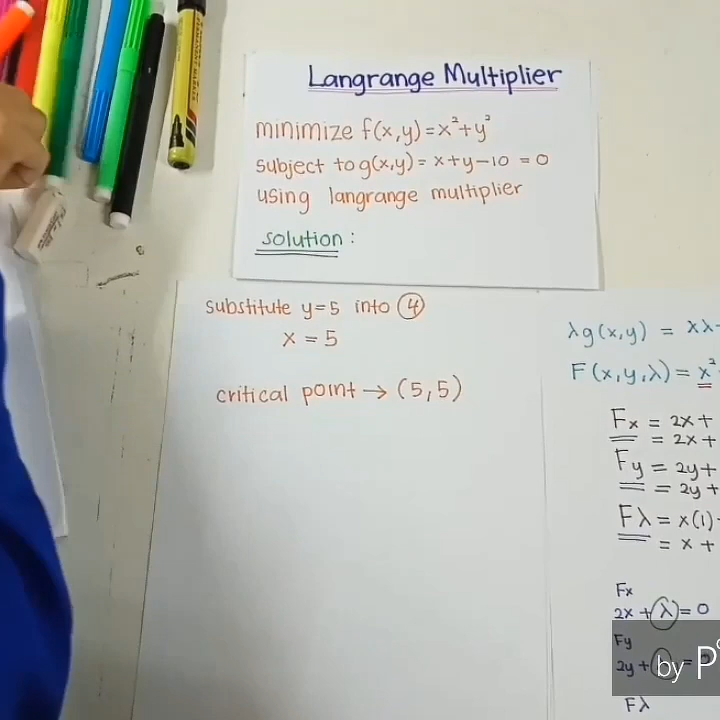 Langrange Multiplier
minimize f(x,y)=x²+y²
subject to g(x,y) = x+y-10 = 0
using langrange multiplier
solution :
substitute y=5 into ④
x = 5
critical point → (5,5)
λg(x,y) = xλ
F(x,y,λ) = x²
Fx = 2x +
= 2x +
Fy = 2y +
= 2y +
Fλ = x(1)
= x +
Fx
2x + λ = 0
Fy
2y +
Fλ
by P